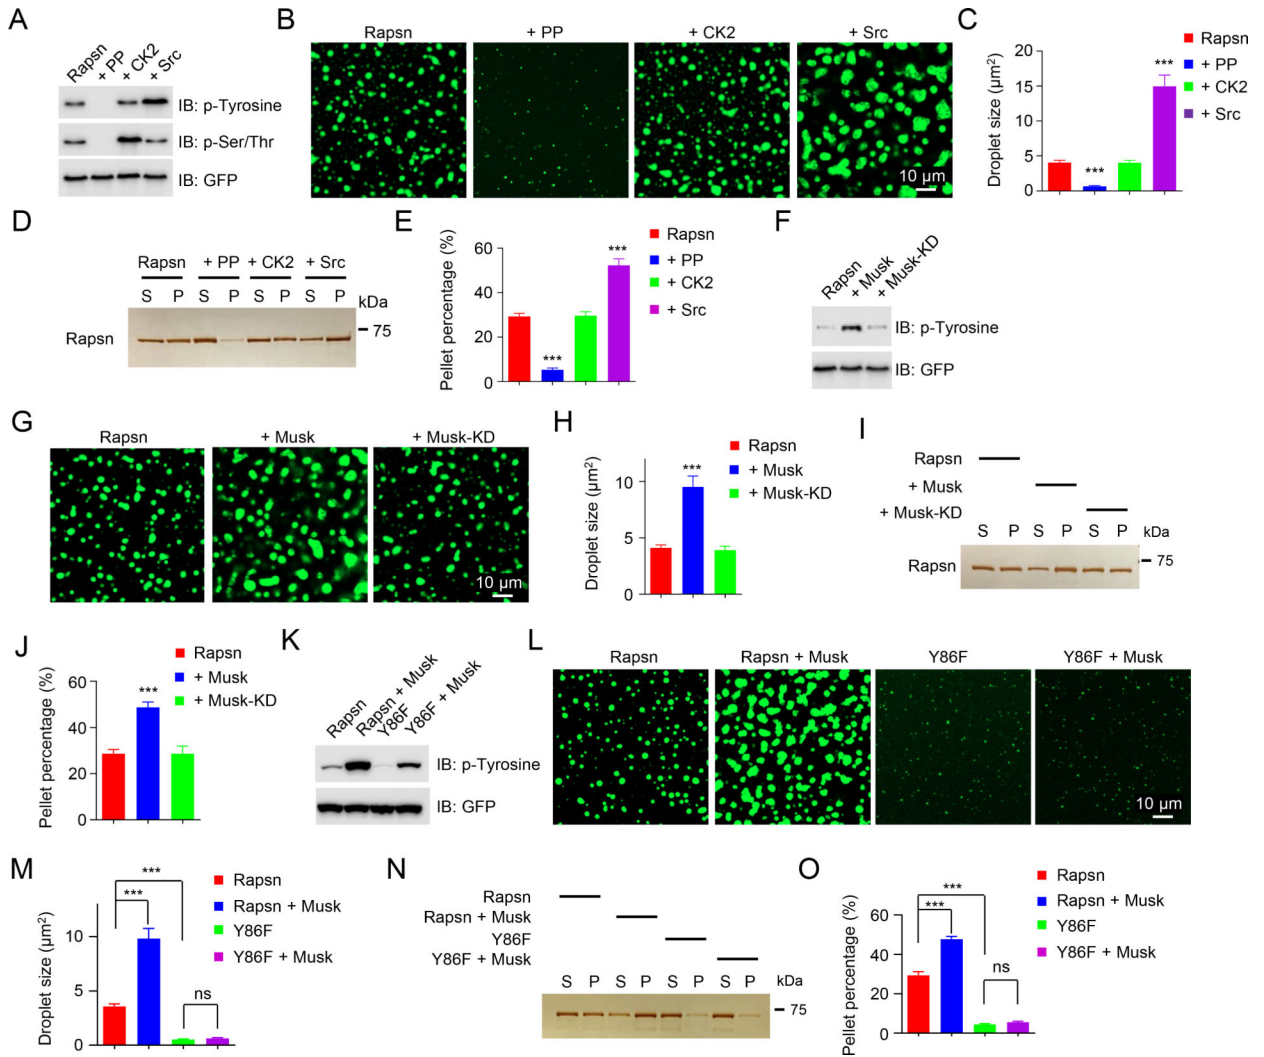 A
Rapsn
+ PP
+ CK2
+ Src
IB: p-Tyrosine
IB: p-Ser/Thr
IB: GFP
B
Rapsn
+ PP
+ CK2
+ Src
10 µm
C
Droplet size (µm²)
20
15
10
5
0
***
***
Rapsn
+ PP
+ CK2
+ Src
D
Rapsn
+ PP
+ CK2
+ Src
S P S P S P S P
kDa
Rapsn
75
E
Pellet percentage (%)
60
40
20
0
***
***
Rapsn
+ PP
+ CK2
+ Src
F
Rapsn
+ Musk
+ Musk-KD
IB: p-Tyrosine
IB: GFP
G
Rapsn
+ Musk
+ Musk-KD
10 µm
H
Droplet size (µm²)
10
5
0
***
Rapsn
+ Musk
+ Musk-KD
I
Rapsn
+ Musk
+ Musk-KD
S P S P S P
kDa
Rapsn
75
J
Pellet percentage (%)
60
40
20
0
***
Rapsn
+ Musk
+ Musk-KD
K
Rapsn
Rapsn + Musk
Y86F
Y86F + Musk
IB: p-Tyrosine
IB: GFP
L
Rapsn
Rapsn + Musk
Y86F
Y86F + Musk
10 µm
M
Droplet size (µm²)
10
5
0
***
***
ns
Rapsn
Rapsn + Musk
Y86F
Y86F + Musk
N
Rapsn
Rapsn + Musk
Y86F
Y86F + Musk
S P S P S P S P
kDa
75
O
Pellet percentage (%)
60
40
20
0
***
***
ns
Rapsn
Rapsn + Musk
Y86F
Y86F + Musk